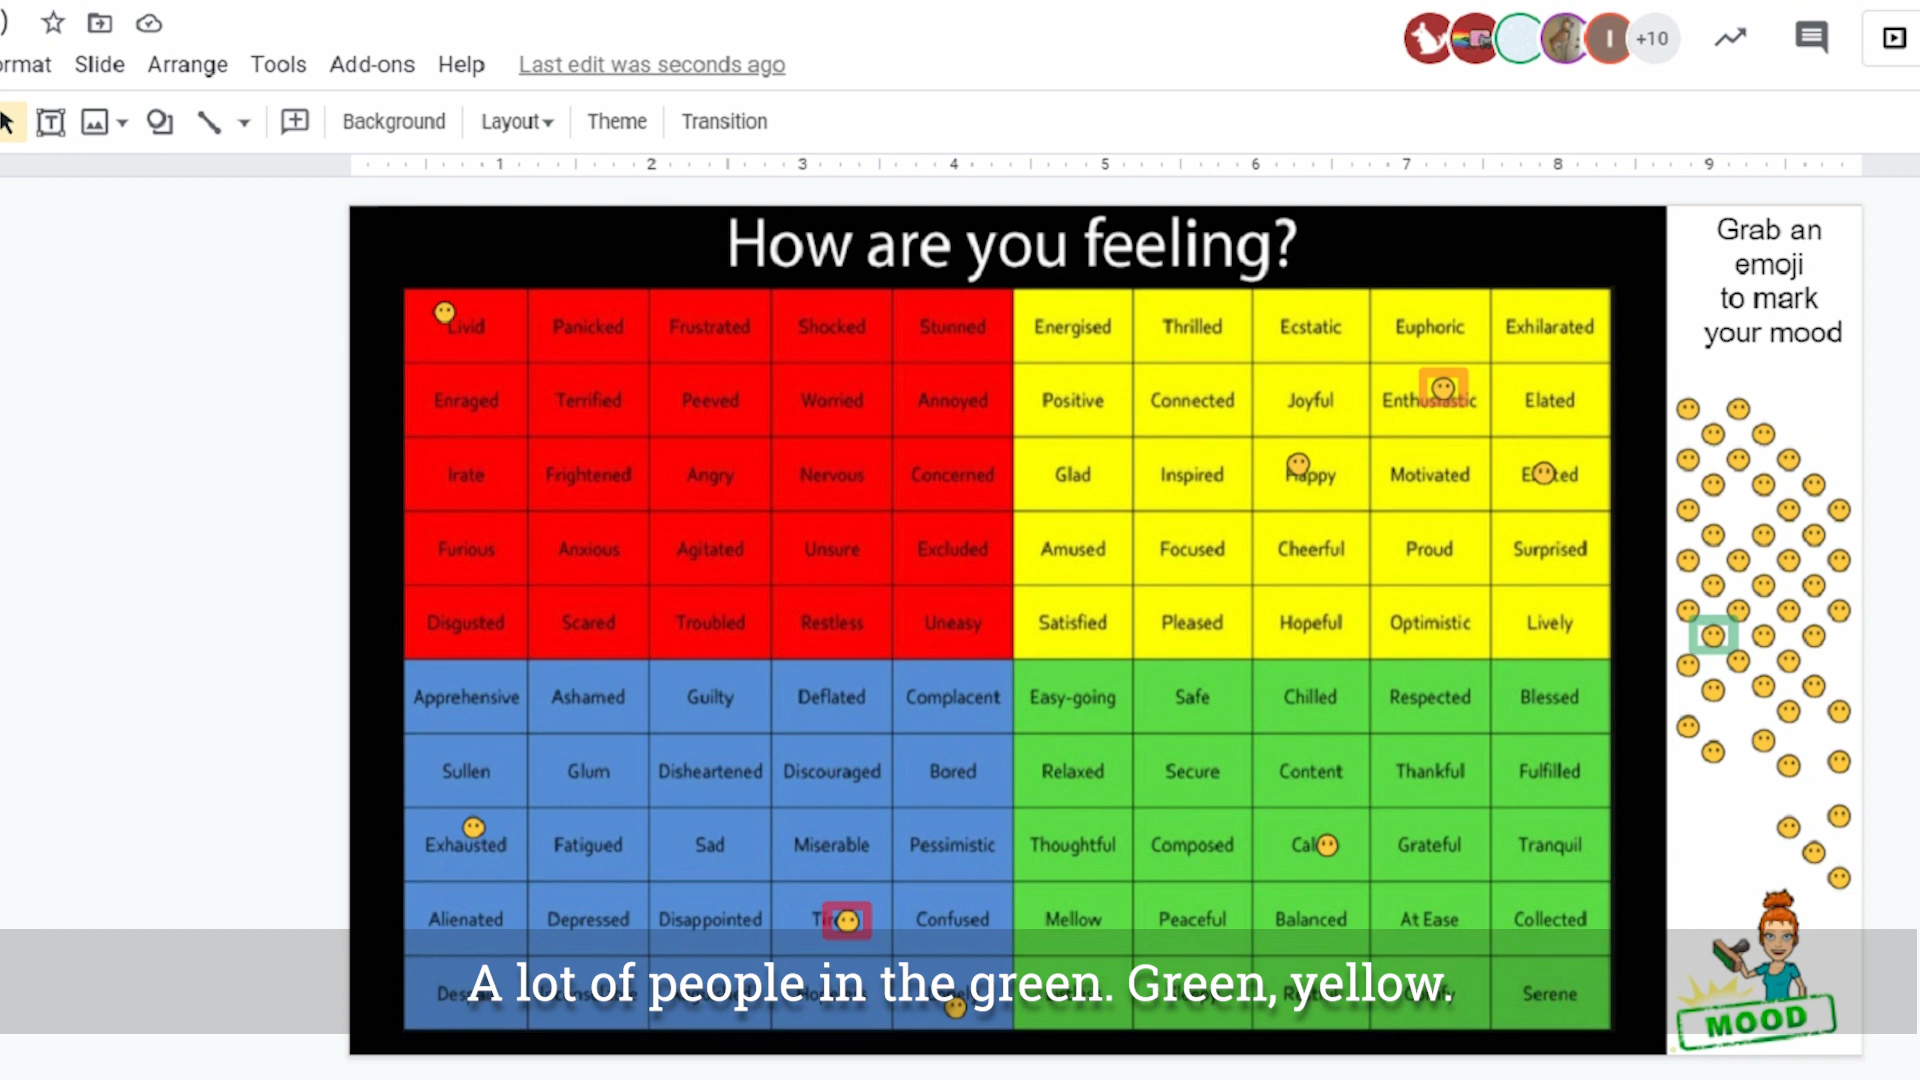 Slide Arrange Tools Add-ons Help Last edit was seconds ago
+10
Background Layout Theme Transition
1 2 3 4 5 6 7 8 9
How are you feeling?
Grab an
emoji
to mark
your mood
Livid Panicked Frustrated Shocked Stunned Energised Thrilled Ecstatic Euphoric Exhilarated
Enraged Terrified Peeved Worried Annoyed Positive Connected Joyful Enthusiastic Elated
Irate Frightened Angry Nervous Concerned Glad Inspired Happy Motivated
Furious Anxious Agitated Unsure Excluded Amused Focused Cheerful Proud Surprised
Disgusted Scared Troubled Restless Uneasy Satisfied Pleased Hopeful Optimistic Lively
Apprehensive Ashamed Guilty Deflated Complacent Easy-going Safe Chilled Respected Blessed
Sullen Glum Disheartened Discouraged Bored Relaxed Secure Content Thankful Fulfilled
Exhausted Fatigued Sad Miserable Pessimistic Thoughtful Composed Grateful Tranquil
Alienated Depressed Disappointed Confused Mellow Peaceful Balanced At Ease Collected
Serene
A lot of people in the green. Green, yellow.
MOOD